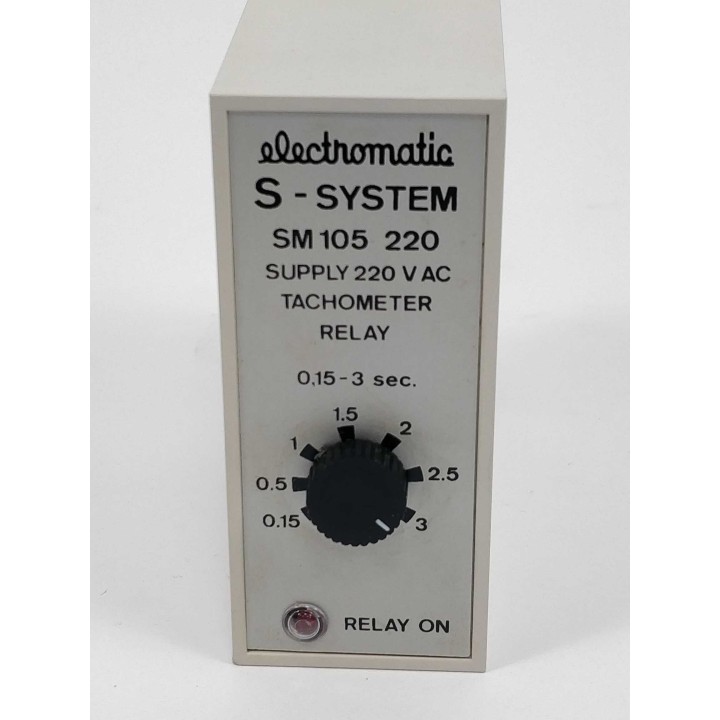 electromatic
S - SYSTEM
SM 105 220
SUPPLY 220 V AC
TACHOMETER
RELAY
0,15 - 3 sec.
1.5
1 2
0.5 2.5
0.15 3
RELAY ON